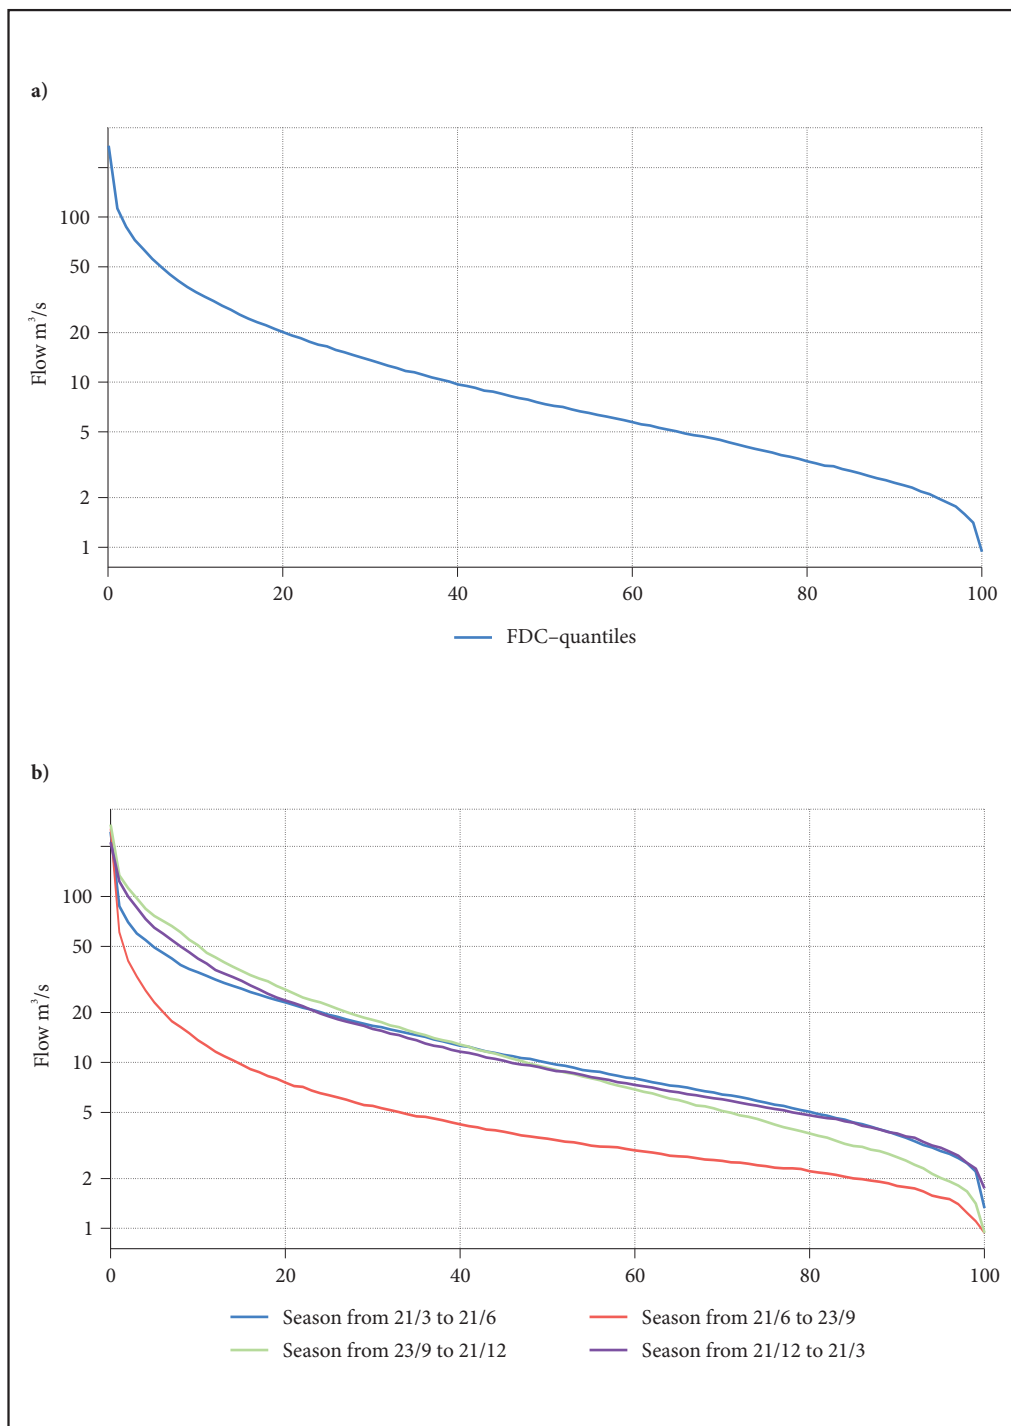 a)
100
50
20
10
5
2
1
Flow m³/s
0 20 40 60 80 100
FDC–quantiles
b)
100
50
20
10
5
2
1
Flow m³/s
0 20 40 60 80 100
Season from 21/3 to 21/6 Season from 21/6 to 23/9
Season from 23/9 to 21/12 Season from 21/12 to 21/3